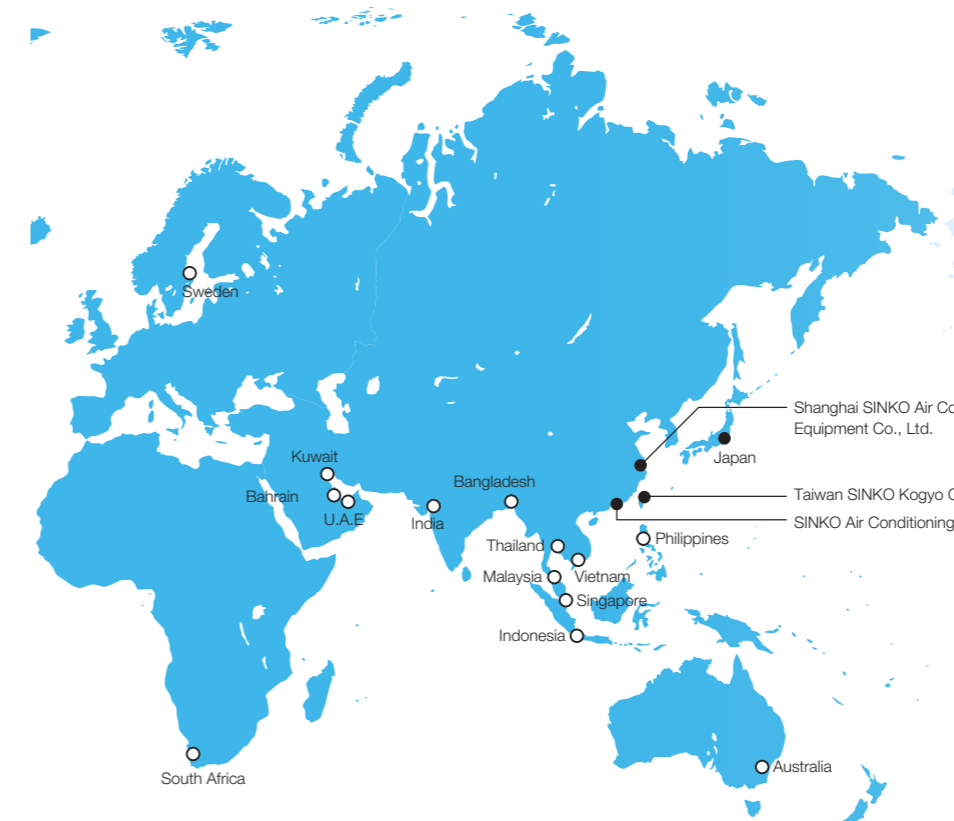 Sweden
Shanghai SINKO Air Co
Equipment Co., Ltd.
Japan
Kuwait
Bahrain
U.A.E
Bangladesh
India
Taiwan SINKO Kogyo C
SINKO Air Conditioning
Philippines
Thailand
Vietnam
Malaysia
Singapore
Indonesia
South Africa
Australia